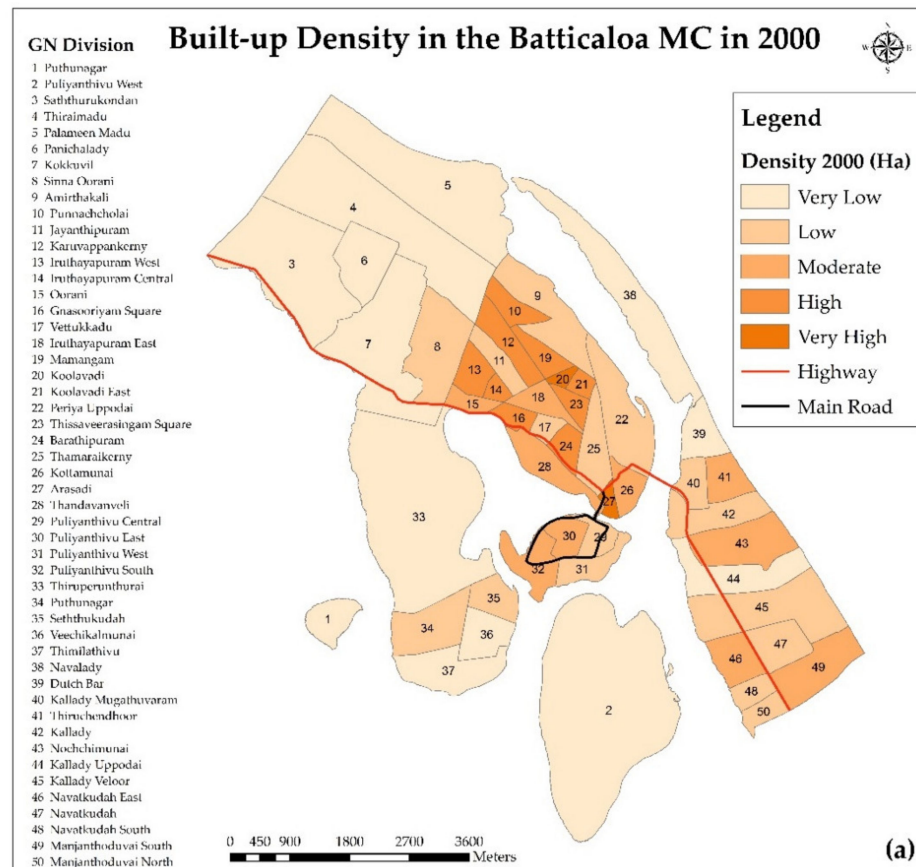 Built-up Density in the Batticaloa MC in 2000
N
W E
S
GN Division
1 Puthunagar
2 Puliyanthivu West
3 Saththurukondan
4 Thiraimadu
5 Palameen Madu
6 Panichalady
7 Kokkuvil
8 Sinna Oorani
9 Amirthakali
10 Punnachcholai
11 Jayanthipuram
12 Karuvappankerny
13 Iruthayapuram West
14 Iruthayapuram Central
15 Oorani
16 Gnasooriyam Square
17 Vettukkadu
18 Iruthayapuram East
19 Mamangam
20 Koolavadi
21 Koolavadi East
22 Periya Uppodai
23 Thissaveerasingam Square
24 Barathipuram
25 Thamaraikerny
26 Kottamunai
27 Arasadi
28 Thandavanveli
29 Puliyanthivu Central
30 Puliyanthivu East
31 Puliyanthivu West
32 Puliyanthivu South
33 Thiruperunthurai
34 Puthunagar
35 Seththukudah
36 Veechikalmunai
37 Thimilathivu
38 Navalady
39 Dutch Bar
40 Kallady Mugathuvaram
41 Thiruchendhoor
42 Kallady
43 Nochchimunai
44 Kallady Uppodai
45 Kallady Veloor
46 Navatkudah East
47 Navatkudah
48 Navatkudah South
49 Manjanthoduvai South
50 Manjanthoduvai North
Legend
Density 2000 (Ha)
Very Low
Low
Moderate
High
Very High
Highway
Main Road
5
4
3
6
38
9
10
7
8
12
11
19
13
14
20
21
18
23
15
16
17
22
24
25
28
26
27
39
40
41
42
43
44
33
30
29
32
31
35
34
36
37
1
2
45
47
46
49
48
50
0 450 900 1800 2700 3600
Meters
(a)